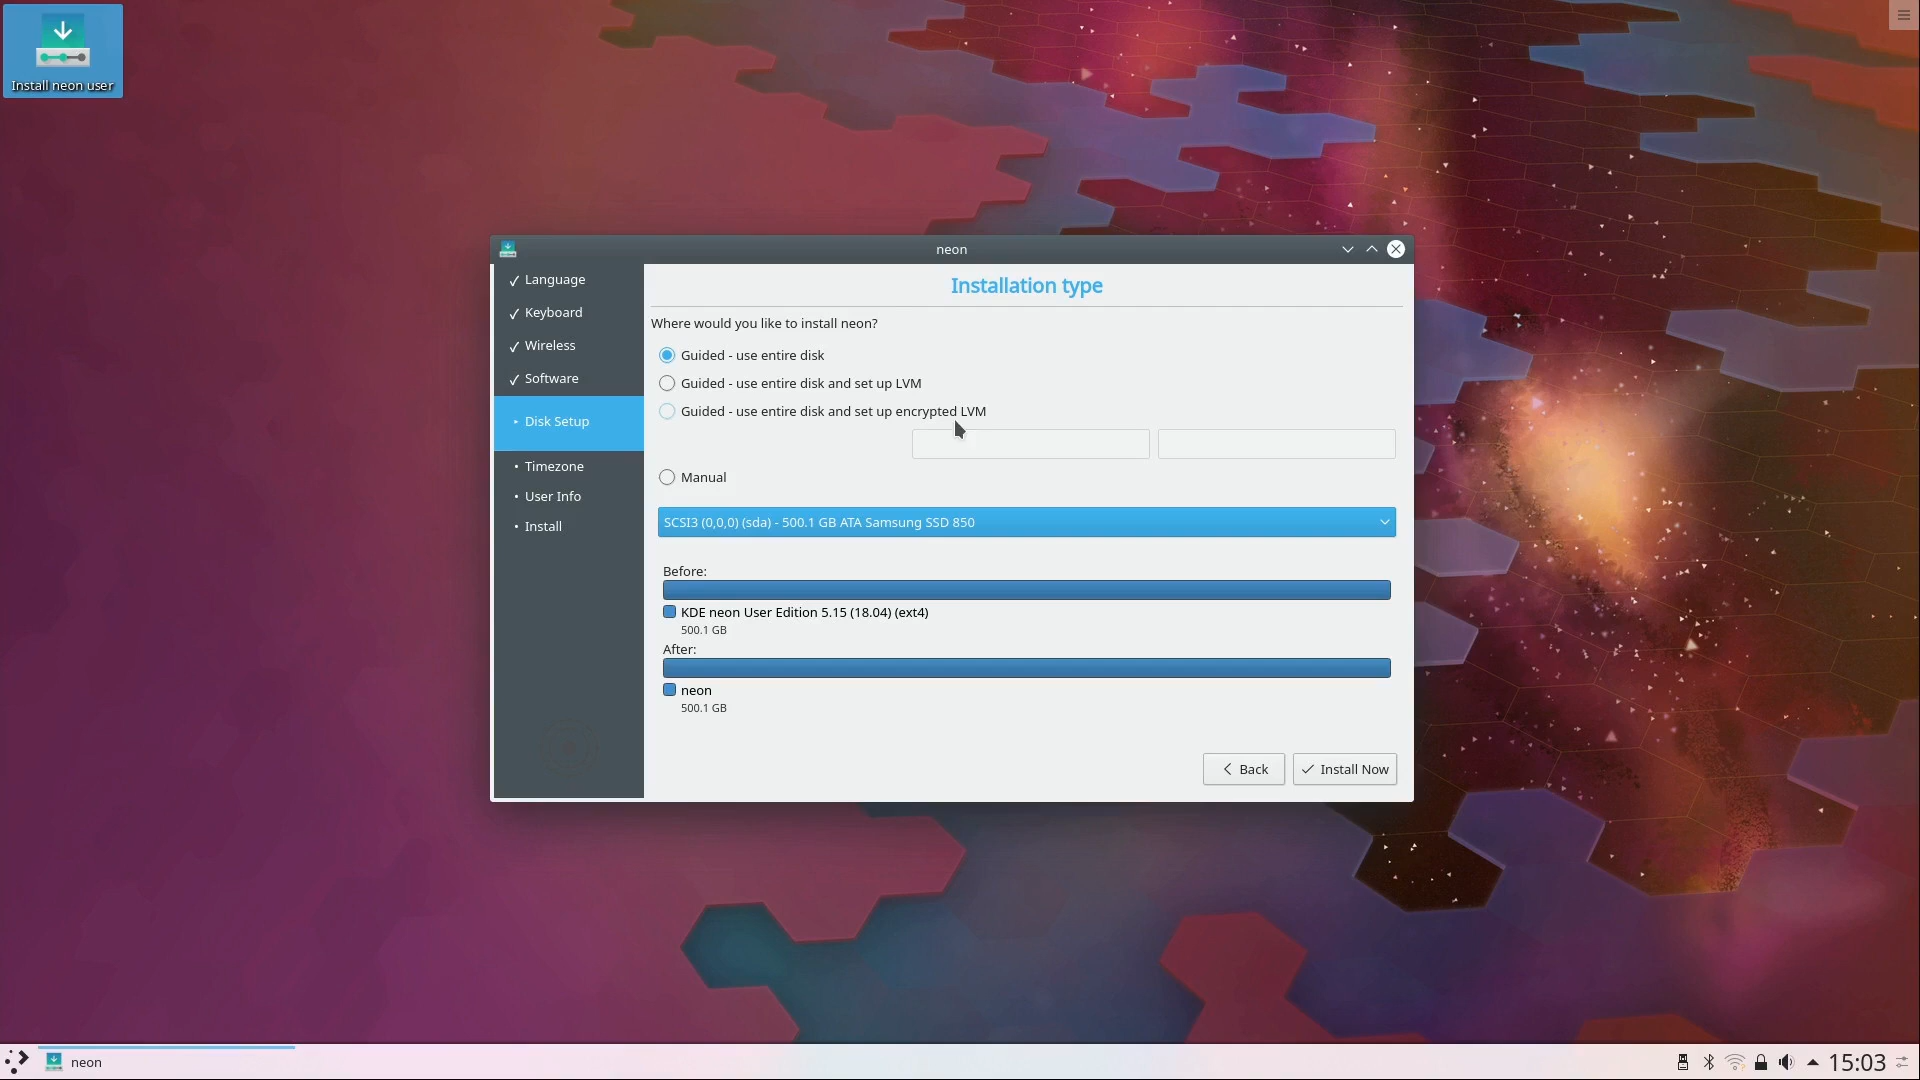 Install neon user
neon
Language
Keyboard
Wireless
Software
Disk Setup
Timezone
User Info
Install
Installation type
Where would you like to install neon?
Guided - use entire disk
Guided - use entire disk and set up LVM
Guided - use entire disk and set up encrypted LVM
Manual
SCSI3 (0,0,0) (sda) - 500.1 GB ATA Samsung SSD 850
Before:
KDE neon User Edition 5.15 (18.04) (ext4)
500.1 GB
After:
neon
500.1 GB
Back
Install Now
neon
15:03